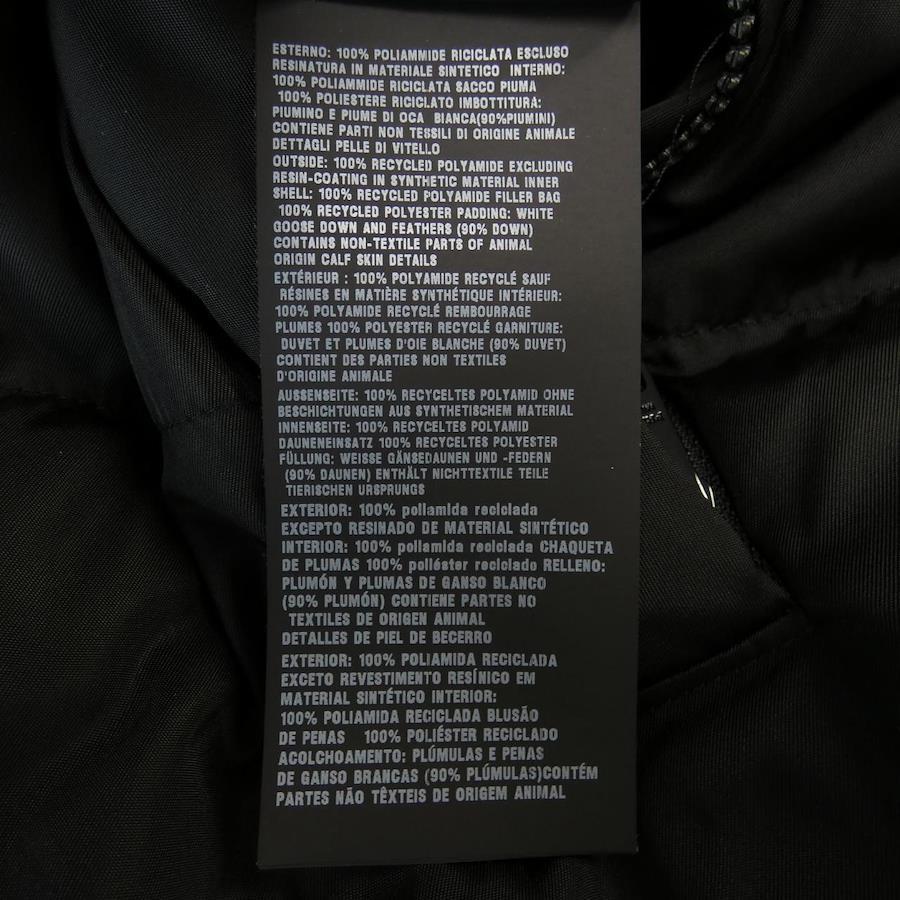 ESTERNO: 100% POLIAMMIDE RICICLATA ESCLUSO
RESINATURA IN MATERIALE SINTETICO INTERNO:
100% POLIAMMIDE RICICLATA SACCO PIUMA
100% POLIESTERE RICICLATO IMBOTTITURA:
PIUMINO E PIUME DI OCA BIANCA(90%PIUMINI)
CONTIENE PARTI NON TESSILI DI ORIGINE ANIMALE
DETTAGLI PELLE DI VITELLO
OUTSIDE: 100% RECYCLED POLYAMIDE EXCLUDING
RESIN-COATING IN SYNTHETIC MATERIAL INNER
SHELL: 100% RECYCLED POLYAMIDE FILLER BAG
100% RECYCLED POLYESTER PADDING: WHITE
GOOSE DOWN AND FEATHERS (90% DOWN)
CONTAINS NON-TEXTILE PARTS OF ANIMAL
ORIGIN CALF SKIN DETAILS
EXTÉRIEUR : 100% POLYAMIDE RECYCLÉ SAUF
RÉSINES EN MATIÈRE SYNTHÉTIQUE INTÉRIEUR:
100% POLYAMIDE RECYCLÉ REMBOURRAGE
PLUMES 100% POLYESTER RECYCLÉ GARNITURE:
DUVET ET PLUMES D'OIE BLANCHE (90% DUVET)
CONTIENT DES PARTIES NON TEXTILES
D'ORIGINE ANIMALE
AUSSENSEITE: 100% RECYCELTES POLYAMID OHNE
BESCHICHTUNGEN AUS SYNTHETISCHEM MATERIAL
INNENSEITE: 100% RECYCELTES POLYAMID
DAUNENEINSATZ 100% RECYCELTES POLYESTER
FÜLLUNG: WEISSE GÄNSEDAUNEN UND -FEDERN
(90% DAUNEN) ENTHÄLT NICHTTEXTILE TEILE
TIERISCHEN URSPRUNGS
EXTERIOR: 100% poliamida reciclada
EXCEPTO RESINADO DE MATERIAL SINTÉTICO
INTERIOR: 100% poliamida reciclada CHAQUETA
DE PLUMAS 100% poliéster reciclado RELLENO:
PLUMÓN Y PLUMAS DE GANSO BLANCO
(90% PLUMÓN) CONTIENE PARTES NO
TEXTILES DE ORIGEN ANIMAL
DETALLES DE PIEL DE BECERRO
EXTERIOR: 100% POLIAMIDA RECICLADA
EXCETO REVESTIMENTO RESÍNICO EM
MATERIAL SINTÉTICO INTERIOR:
100% POLIAMIDA RECICLADA BLUSÃO
DE PENAS 100% POLIÉSTER RECICLADO
ACOLCHOAMENTO: PLÚMULAS E PENAS
DE GANSO BRANCAS (90% PLÚMULAS)CONTÉM
PARTES NÃO TÊXTEIS DE ORIGEM ANIMAL